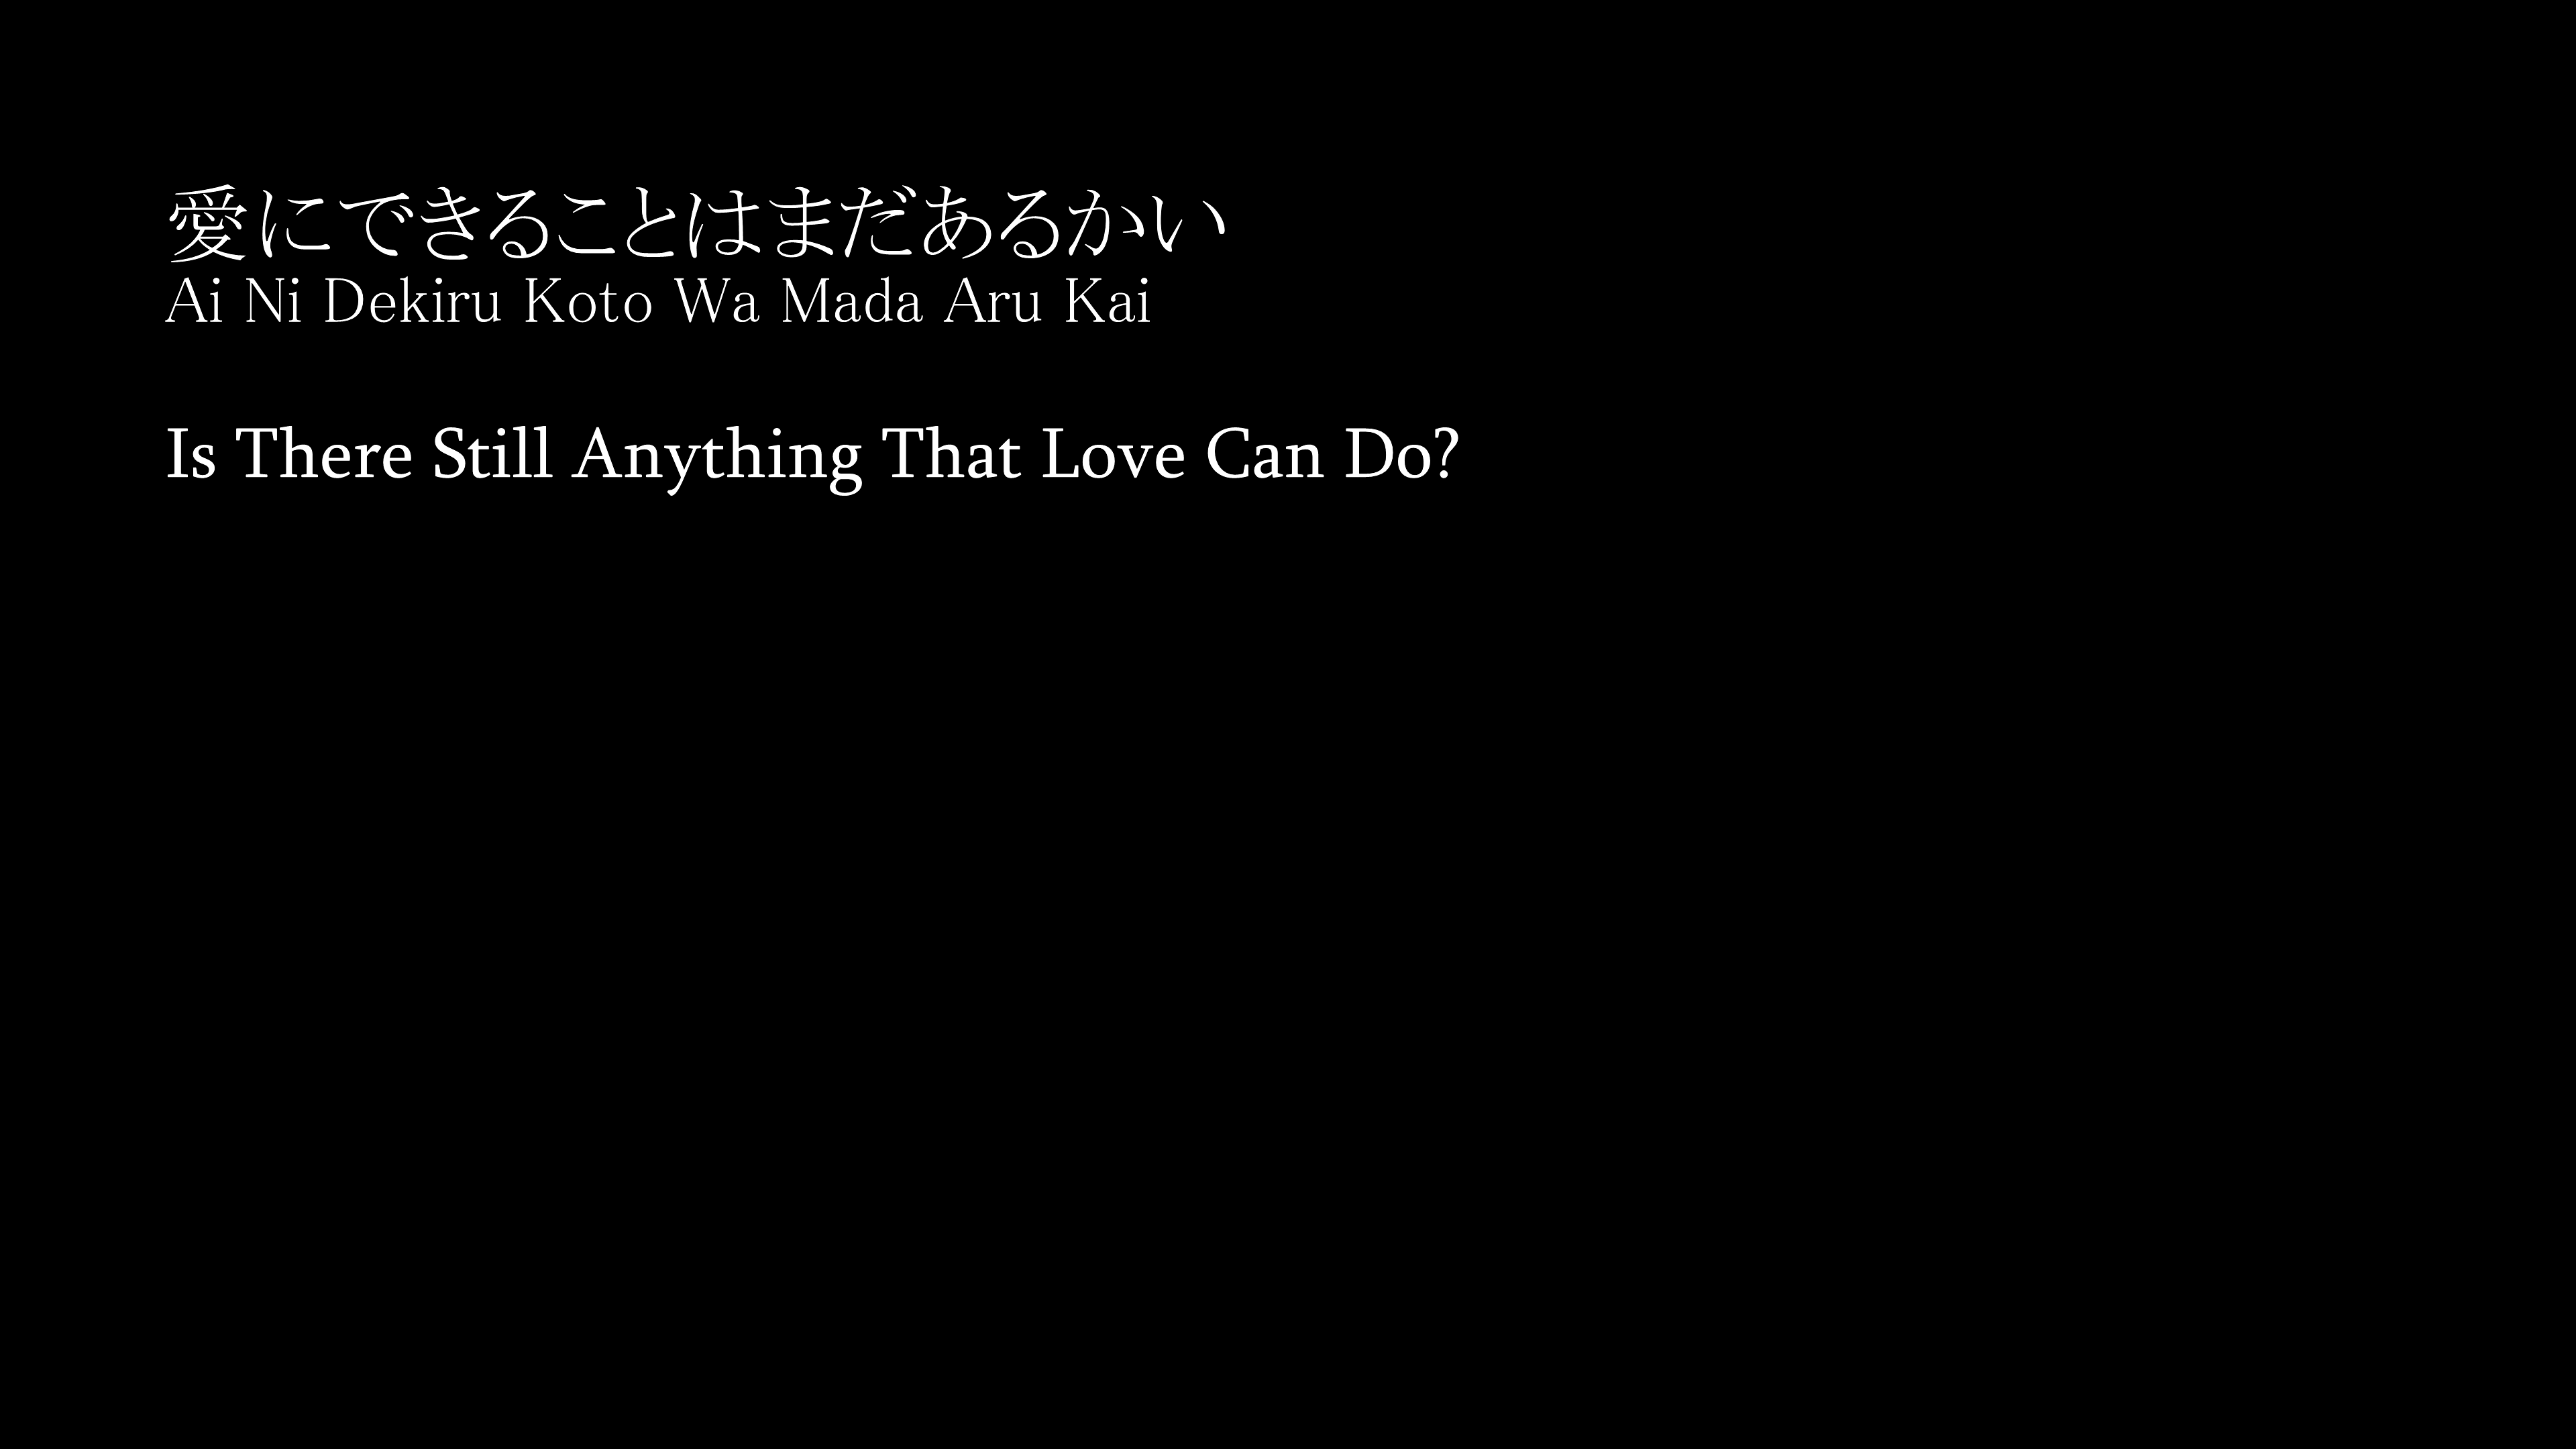 愛にできることはまだあるかい
Ai Ni Dekiru Koto Wa Mada Aru Kai
Is There Still Anything That Love Can Do?